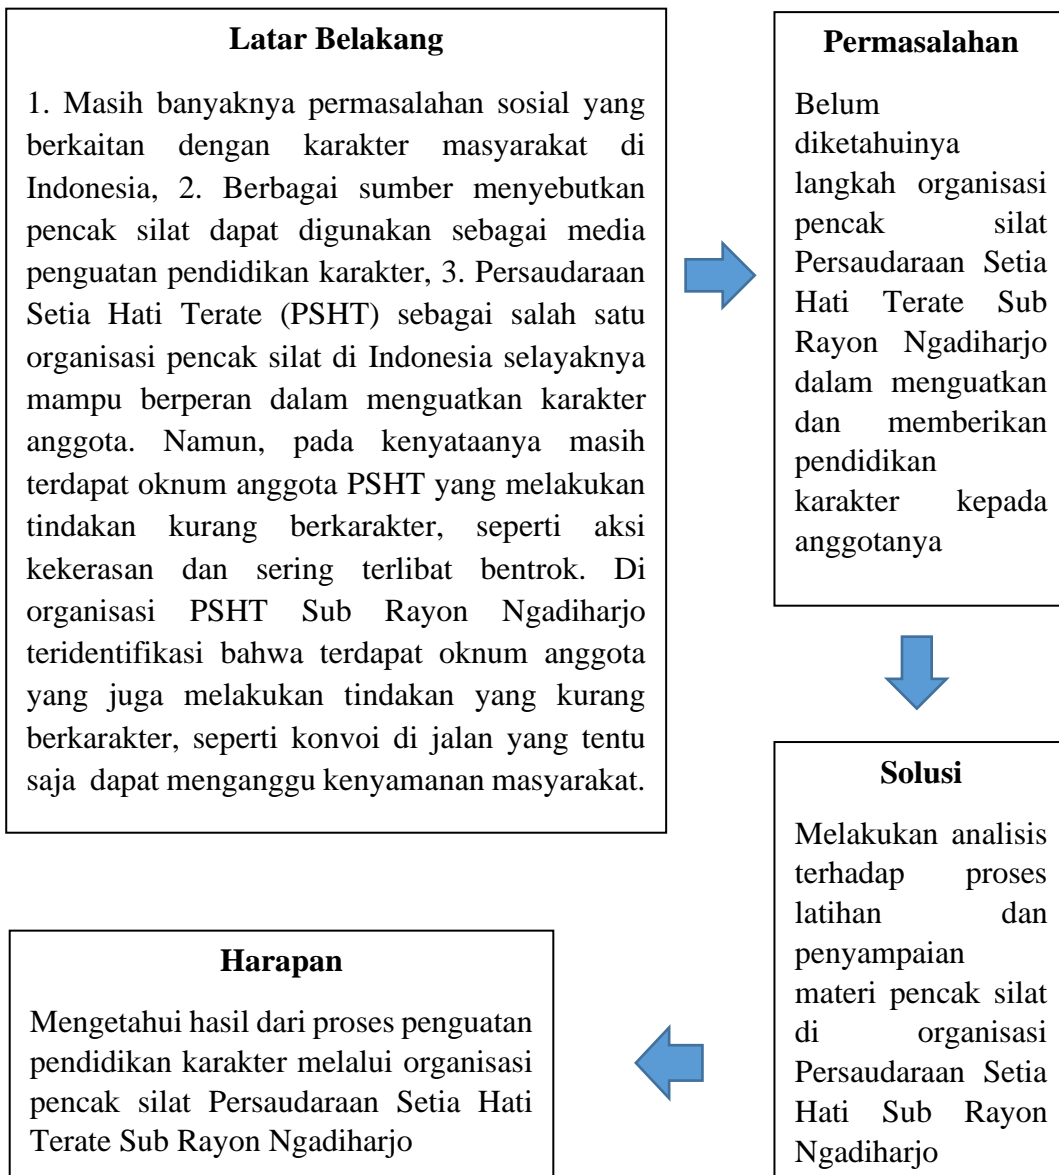 Latar Belakang
1. Masih banyaknya permasalahan sosial yang
berkaitan dengan karakter masyarakat di
Indonesia, 2. Berbagai sumber menyebutkan
pencak silat dapat digunakan sebagai media
penguatan pendidikan karakter, 3. Persaudaraan
Setia Hati Terate (PSHT) sebagai salah satu
organisasi pencak silat di Indonesia selayaknya
mampu berperan dalam menguatkan karakter
anggota. Namun, pada kenyataanya masih
terdapat oknum anggota PSHT yang melakukan
tindakan kurang berkarakter, seperti aksi
kekerasan dan sering terlibat bentrok. Di
organisasi PSHT Sub Rayon Ngadiharjo
teridentifikasi bahwa terdapat oknum anggota
yang juga melakukan tindakan yang kurang
berkarakter, seperti konvoi di jalan yang tentu
saja dapat menganggu kenyamanan masyarakat.
Permasalahan
Belum
diketahuinya
langkah organisasi
pencak silat
Persaudaraan Setia
Hati Terate Sub
Rayon Ngadiharjo
dalam menguatkan
dan memberikan
pendidikan
karakter kepada
anggotanya
Solusi
Melakukan analisis
terhadap proses
latihan dan
penyampaian
materi pencak silat
di organisasi
Persaudaraan Setia
Hati Sub Rayon
Ngadiharjo
Harapan
Mengetahui hasil dari proses penguatan
pendidikan karakter melalui organisasi
pencak silat Persaudaraan Setia Hati
Terate Sub Rayon Ngadiharjo